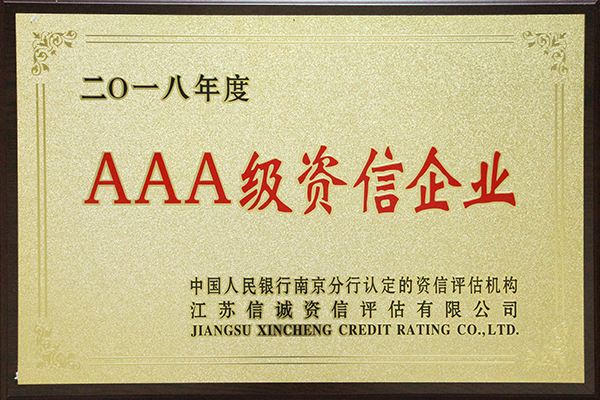 二〇一八年度
AAA级资信企业
中国人民银行南京分行认定的资信评估机构
江苏信诚资信评估有限公司
JIANGSU XINCHENG CREDIT RATING CO.,LTD.